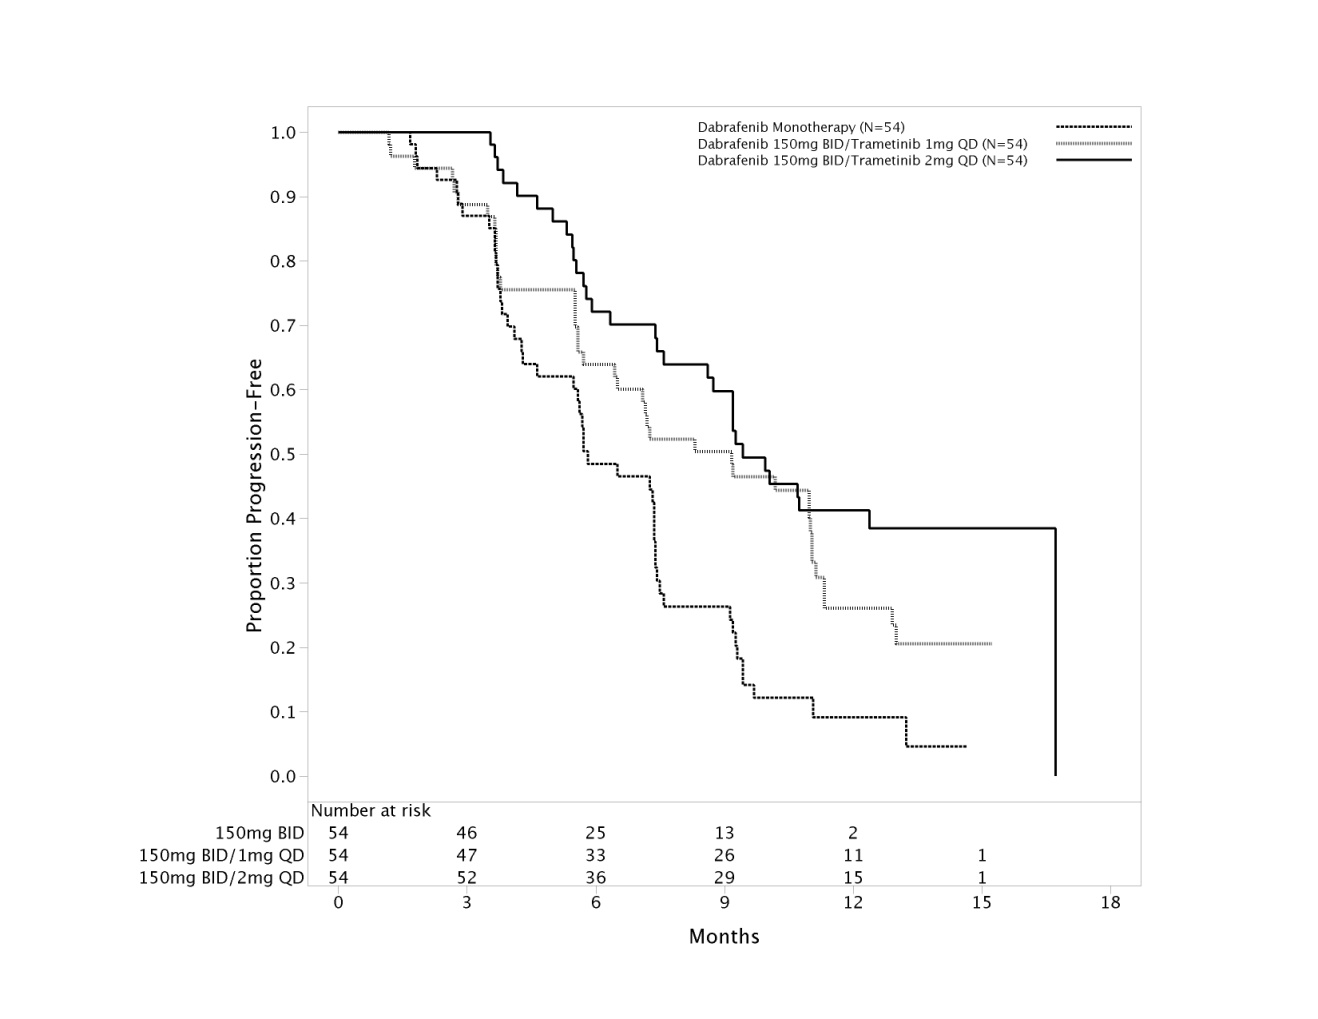 Dabrafenib Monotherapy (N=54)
Dabrafenib 150mg BID/Trametinib 1mg QD (N=54)
Dabrafenib 150mg BID/Trametinib 2mg QD (N=54)
Proportion Progression-Free
1.0
0.9
0.8
0.7
0.6
0.5
0.4
0.3
0.2
0.1
0.0
Number at risk
150mg BID 54 46 25 13 2
150mg BID/1mg QD 54 47 33 26 11 1
150mg BID/2mg QD 54 52 36 29 15 1
0 3 6 9 12 15 18
Months